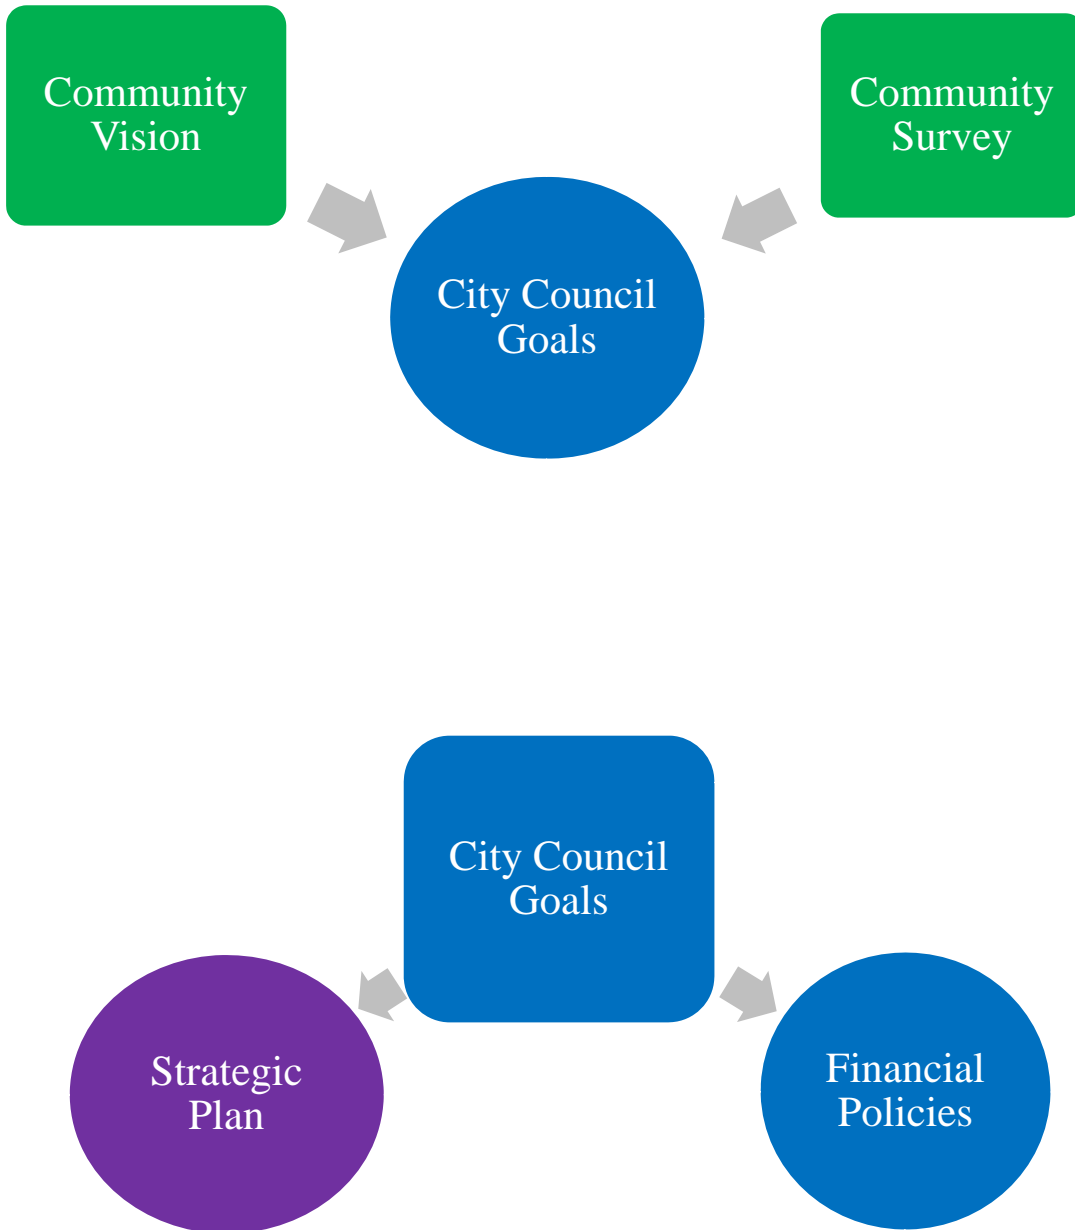 Community
Vision
Community
Survey
City Council
Goals
City Council
Goals
Strategic
Plan
Financial
Policies